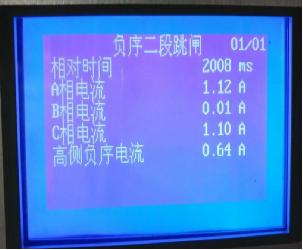 负序二段跳闸 01/01
相对时间 2008 ms
A相电流 1.12 A
B相电流 0.01 A
C相电流 1.10 A
高侧负序电流 0.64 A